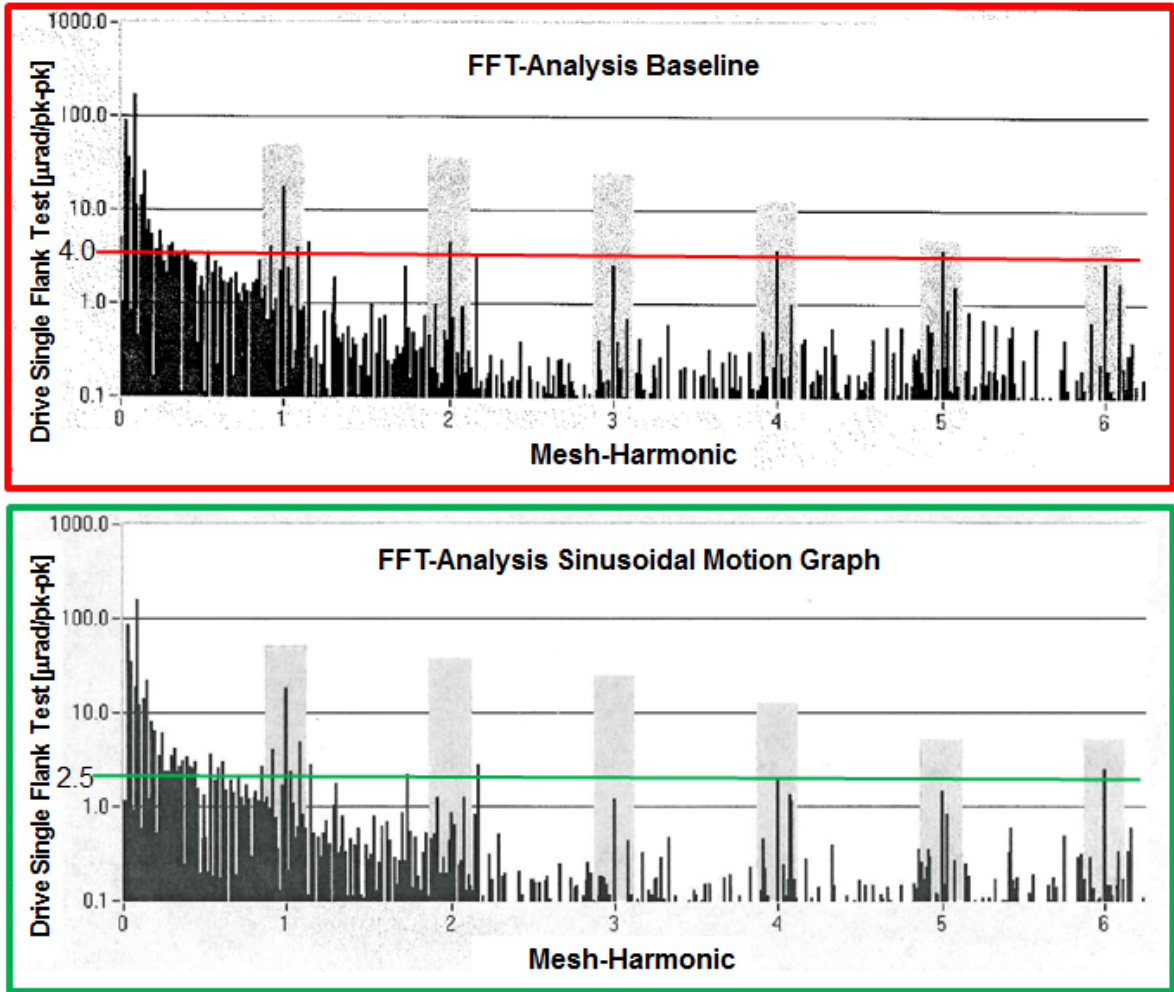 FFT-Analysis Baseline
Drive Single Flank Test [µrad/pk-pk]
1000.0
100.0
10.0
4.0
1.0
0.1
0 1 2 3 4 5 6
Mesh-Harmonic
FFT-Analysis Sinusoidal Motion Graph
Drive Single Flank Test [µrad/pk-pk]
1000.0
100.0
10.0
2.5
1.0
0.1
0 1 2 3 4 5 6
Mesh-Harmonic